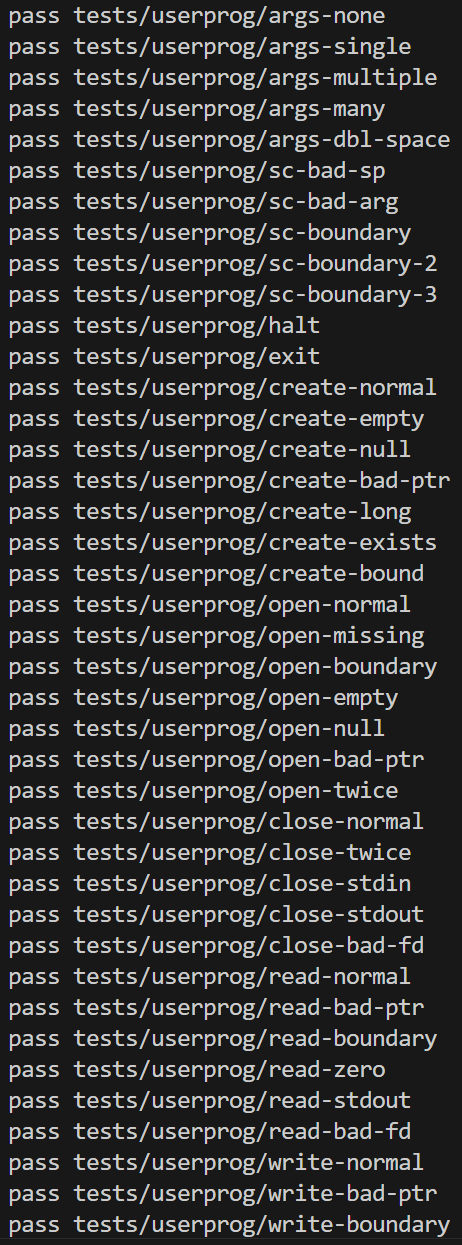 pass tests/userprog/args-none
pass tests/userprog/args-single
pass tests/userprog/args-multiple
pass tests/userprog/args-many
pass tests/userprog/args-dbl-space
pass tests/userprog/sc-bad-sp
pass tests/userprog/sc-bad-arg
pass tests/userprog/sc-boundary
pass tests/userprog/sc-boundary-2
pass tests/userprog/sc-boundary-3
pass tests/userprog/halt
pass tests/userprog/exit
pass tests/userprog/create-normal
pass tests/userprog/create-empty
pass tests/userprog/create-null
pass tests/userprog/create-bad-ptr
pass tests/userprog/create-long
pass tests/userprog/create-exists
pass tests/userprog/create-bound
pass tests/userprog/open-normal
pass tests/userprog/open-missing
pass tests/userprog/open-boundary
pass tests/userprog/open-empty
pass tests/userprog/open-null
pass tests/userprog/open-bad-ptr
pass tests/userprog/open-twice
pass tests/userprog/close-normal
pass tests/userprog/close-twice
pass tests/userprog/close-stdin
pass tests/userprog/close-stdout
pass tests/userprog/close-bad-fd
pass tests/userprog/read-normal
pass tests/userprog/read-bad-ptr
pass tests/userprog/read-boundary
pass tests/userprog/read-zero
pass tests/userprog/read-stdout
pass tests/userprog/read-bad-fd
pass tests/userprog/write-normal
pass tests/userprog/write-bad-ptr
pass tests/userprog/write-boundary